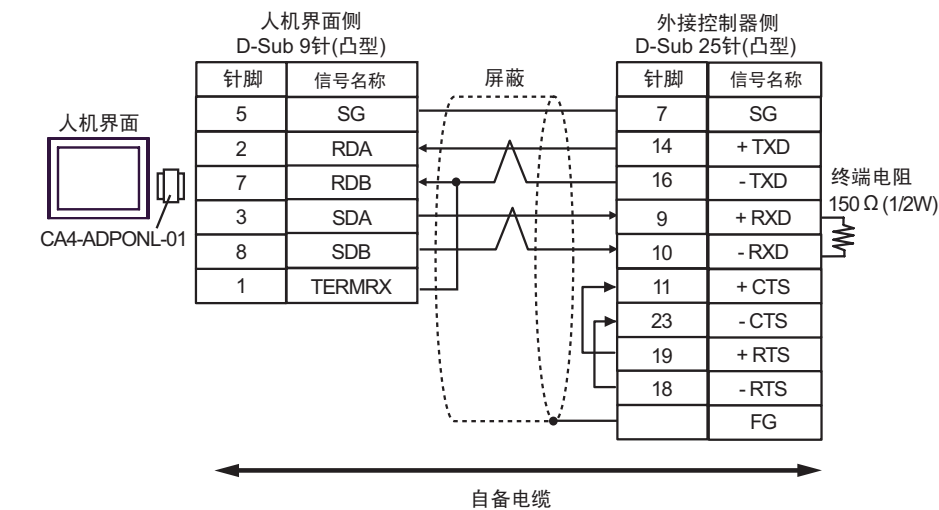 人机界面侧
D-Sub 9针(凸型)
外接控制器侧
D-Sub 25针(凸型)
人机界面
CA4-ADPONL-01
针脚 信号名称
5 SG
2 RDA
7 RDB
3 SDA
8 SDB
1 TERMRX
屏蔽
针脚 信号名称
7 SG
14 + TXD
16 - TXD
9 + RXD
10 - RXD
11 + CTS
23 - CTS
19 + RTS
18 - RTS
FG
终端电阻
150 Ω (1/2W)
自备电缆